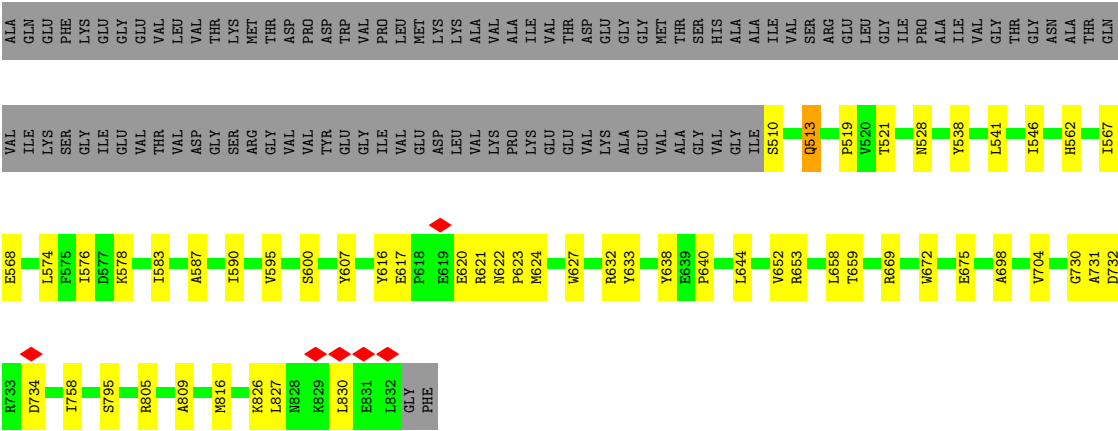 ALA GLN GLU PHE LYS GLU GLY GLU VAL LEU VAL THR LYS MET THR ASP PRO ASP TRP VAL PRO LEU MET LYS LYS ALA VAL ALA ILE VAL THR ASP GLU GLY GLY MET THR SER HIS ALA ALA ILE VAL SER ARG GLU LEU GLY ILE PRO ALA ILE VAL GLY THR GLY ASN ALA THR GLN
VAL ILE LYS SER GLY ILE GLU VAL THR VAL ASP GLY SER ARG GLY VAL VAL TYR GLU GLY ILE VAL GLU ASP LEU VAL LYS PRO LYS GLU GLU VAL LYS ALA GLU VAL ALA GLY VAL GLY ILE S510 Q513 P519 V520 T521 N528 Y538 L541 I546 H562 I567
E568 L574 F575 I576 D577 K578 I583 A587 I590 V595 S600 Y607 Y616 E617 P618 E619 E620 R621 N622 P623 M624 W627 R632 Y633 Y638 E639 P640 L644 V652 R653 L658 T659 R669 W672 E675 A698 V704 G730 A731 D732
R733 D734 I758 S795 R805 A809 M816 K826 L827 N828 K829 L830 E831 L832 GLY PHE